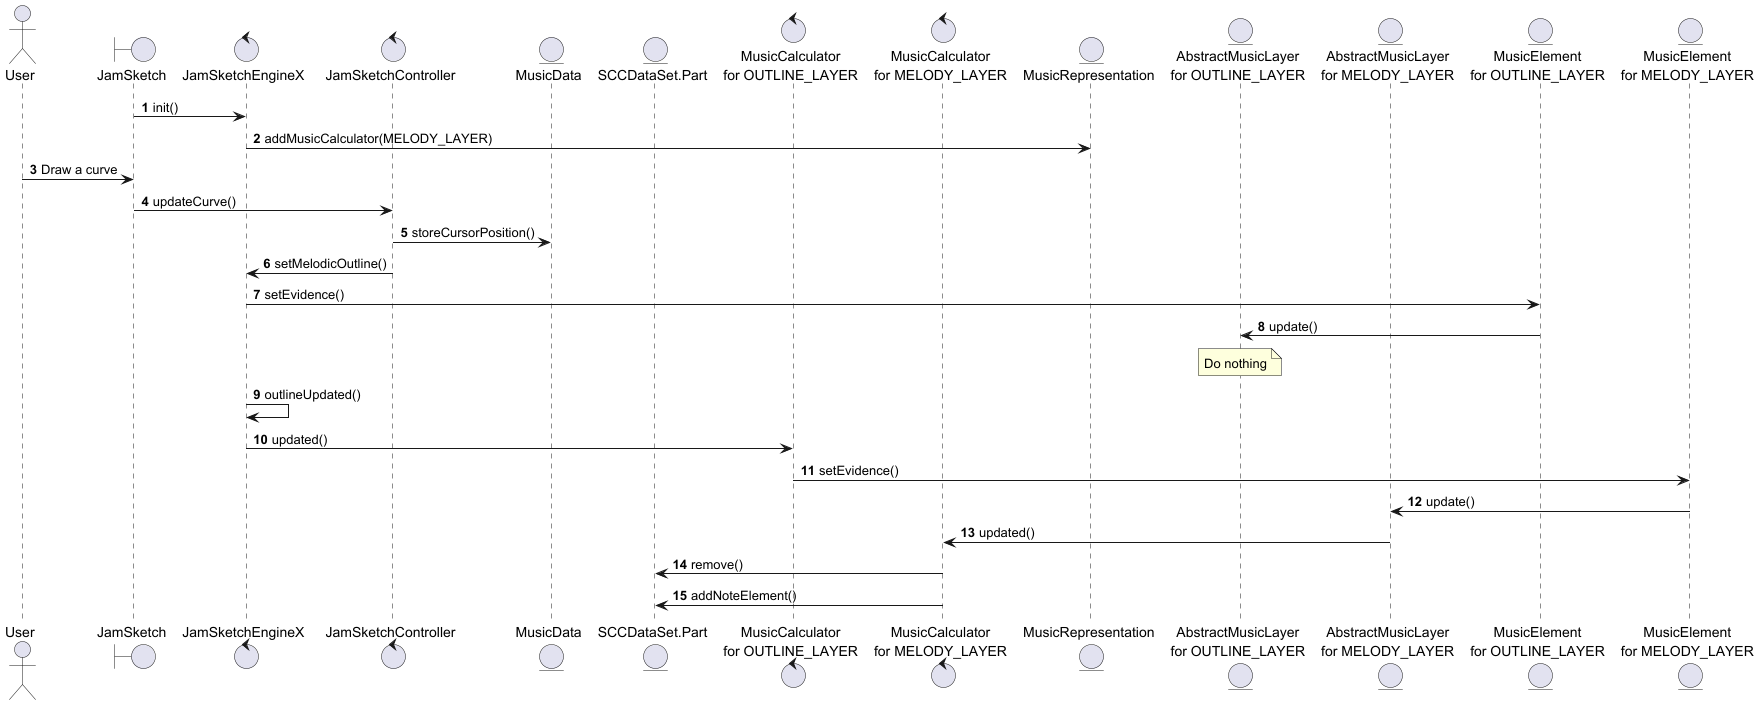 MusicCalculator
MusicCalculator
AbstractMusicLayer
AbstractMusicLayer
MusicElement
MusicElement
User
JamSketch
JamSketchEngineX
JamSketchController
MusicData
SCCDataSet.Part
for OUTLINE_LAYER
for MELODY_LAYER
MusicRepresentation
for OUTLINE_LAYER
for MELODY_LAYER
for OUTLINE_LAYER
for MELODY_LAYER
1 init()
2 addMusicCalculator(MELODY_LAYER)
3 Draw a curve
4 updateCurve()
5 storeCursorPosition()
6 setMelodicOutline()
7 setEvidence()
8 update()
Do nothing
9 outlineUpdated()
10 updated()
11 setEvidence()
12 update()
13 updated()
14 remove()
15 addNoteElement()
User
JamSketch
JamSketchEngineX
JamSketchController
MusicData
SCCDataSet.Part
MusicCalculator
MusicCalculator
MusicRepresentation
AbstractMusicLayer
AbstractMusicLayer
MusicElement
MusicElement
for OUTLINE_LAYER
for MELODY_LAYER
for OUTLINE_LAYER
for MELODY_LAYER
for OUTLINE_LAYER
for MELODY_LAYER